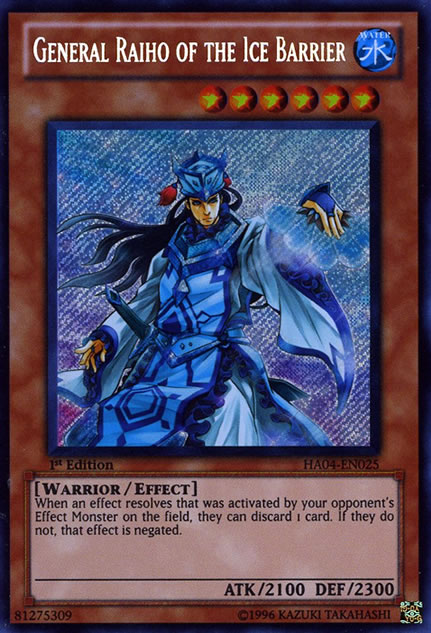 GENERAL RAIHO OF THE ICE BARRIER
WATER
水
1st Edition
HA04-EN025
[WARRIOR / EFFECT]
When an effect resolves that was activated by your opponent's
Effect Monster on the field, they can discard 1 card. If they do
not, that effect is negated.
ATK/2100 DEF/2300
81275309
©1996 KAZUKI TAKAHASHI